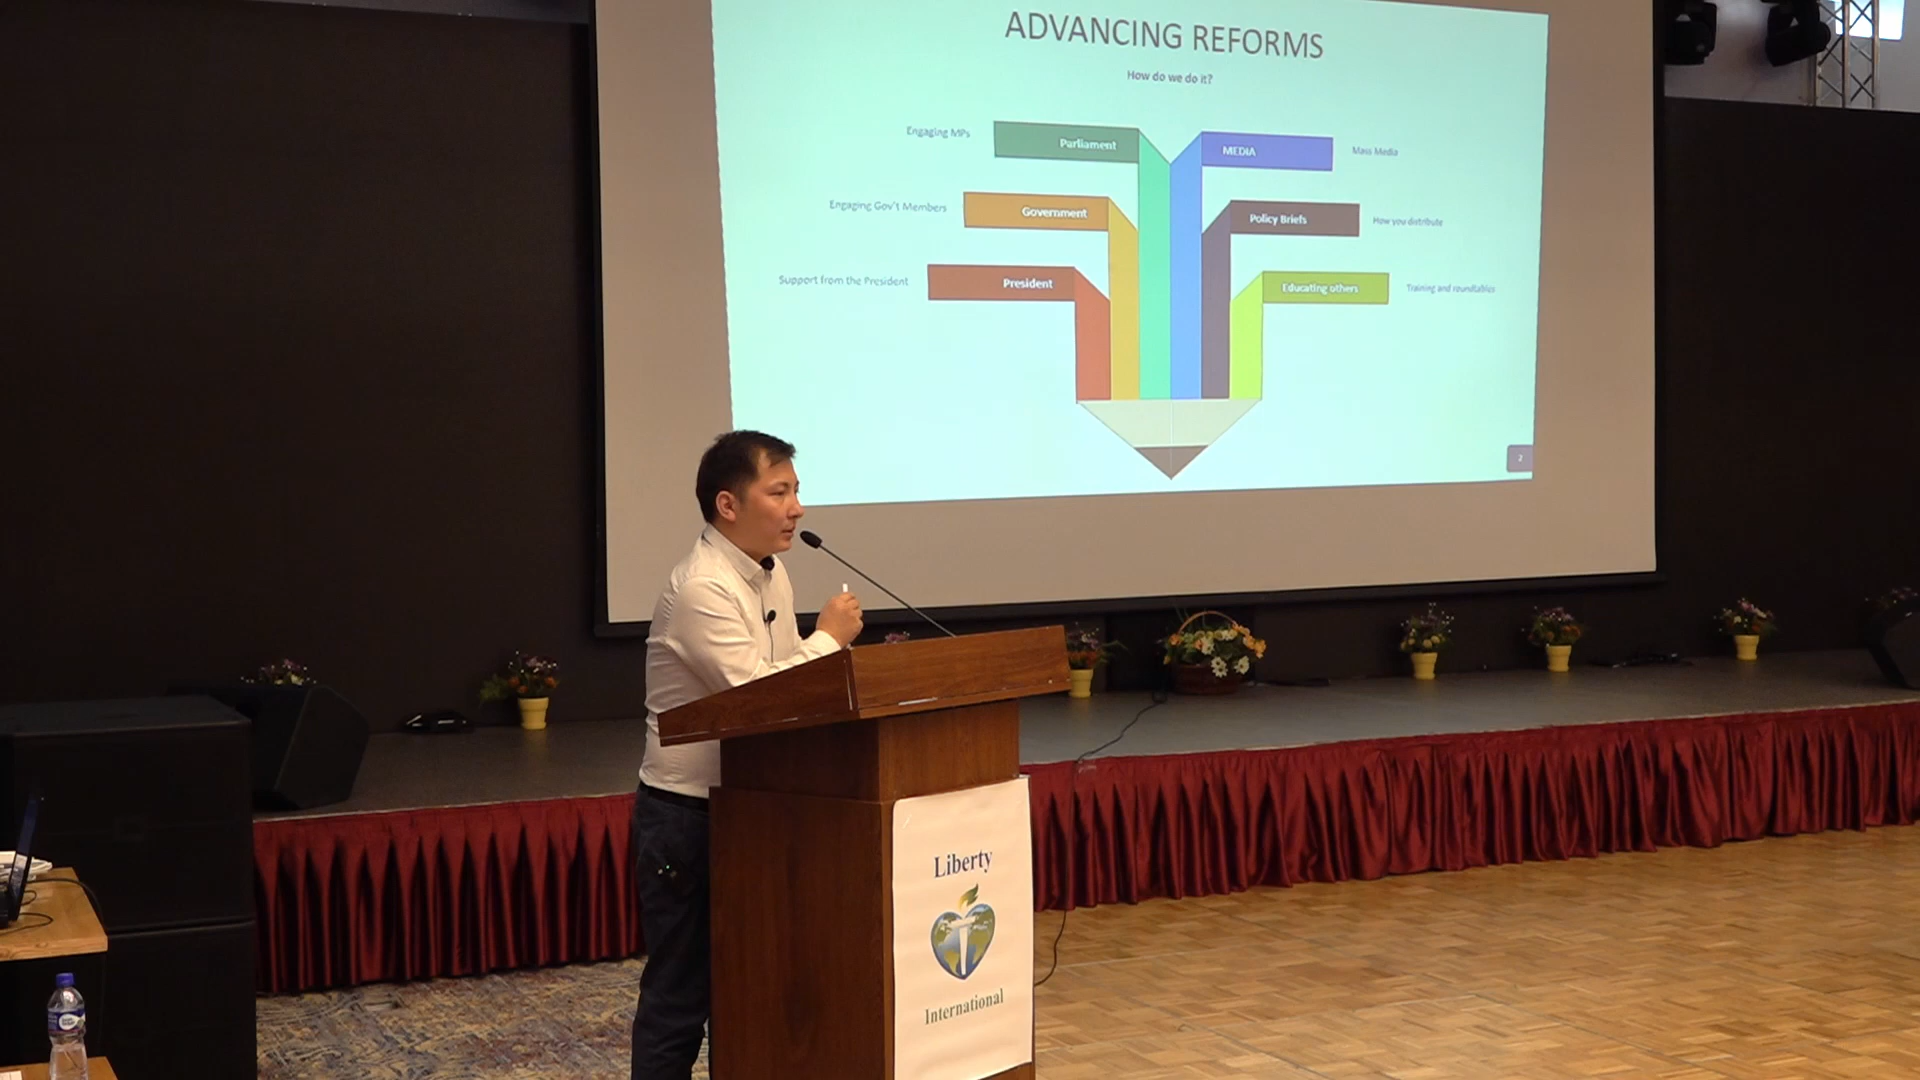 ADVANCING REFORMS
How do we do it?
Engaging MPs
Parliament
MEDIA
Mass Media
Engaging Gov't Members
Government
Policy Briefs
How you distribute
Support from the President
President
Educating others
Training and roundtables
2
Liberty
International